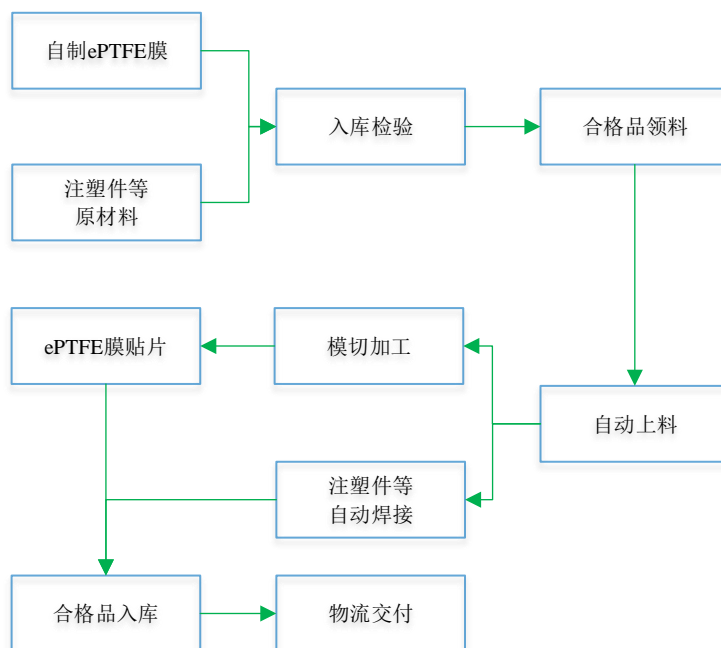 自制ePTFE膜
入库检验
合格品领料
注塑件等
原材料
ePTFE膜贴片
模切加工
自动上料
注塑件等
自动焊接
合格品入库
物流交付